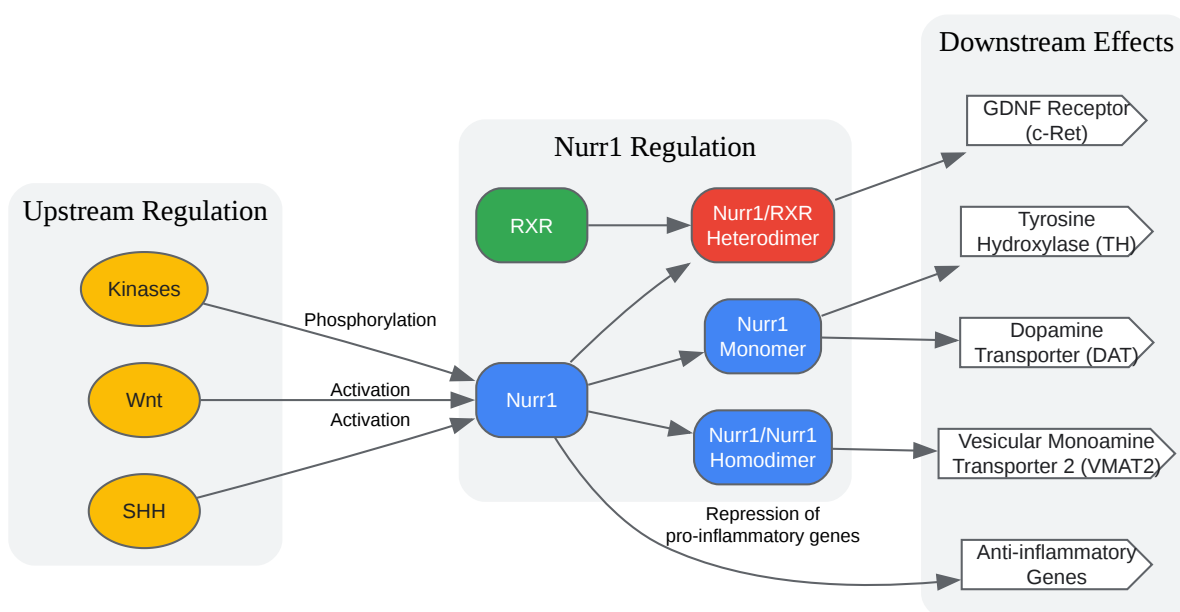 Downstream Effects
GDNF Receptor
(c-Ret)
Nurr1 Regulation
Upstream Regulation
RXR
Nurr1/RXR
Heterodimer
Tyrosine
Hydroxylase (TH)
Kinases
Phosphorylation
Nurr1
Monomer
Dopamine
Transporter (DAT)
Wnt
Activation
Activation
Nurr1
Nurr1/Nurr1
Homodimer
Vesicular Monoamine
Transporter 2 (VMAT2)
SHH
Repression of
pro-inflammatory genes
Anti-inflammatory
Genes